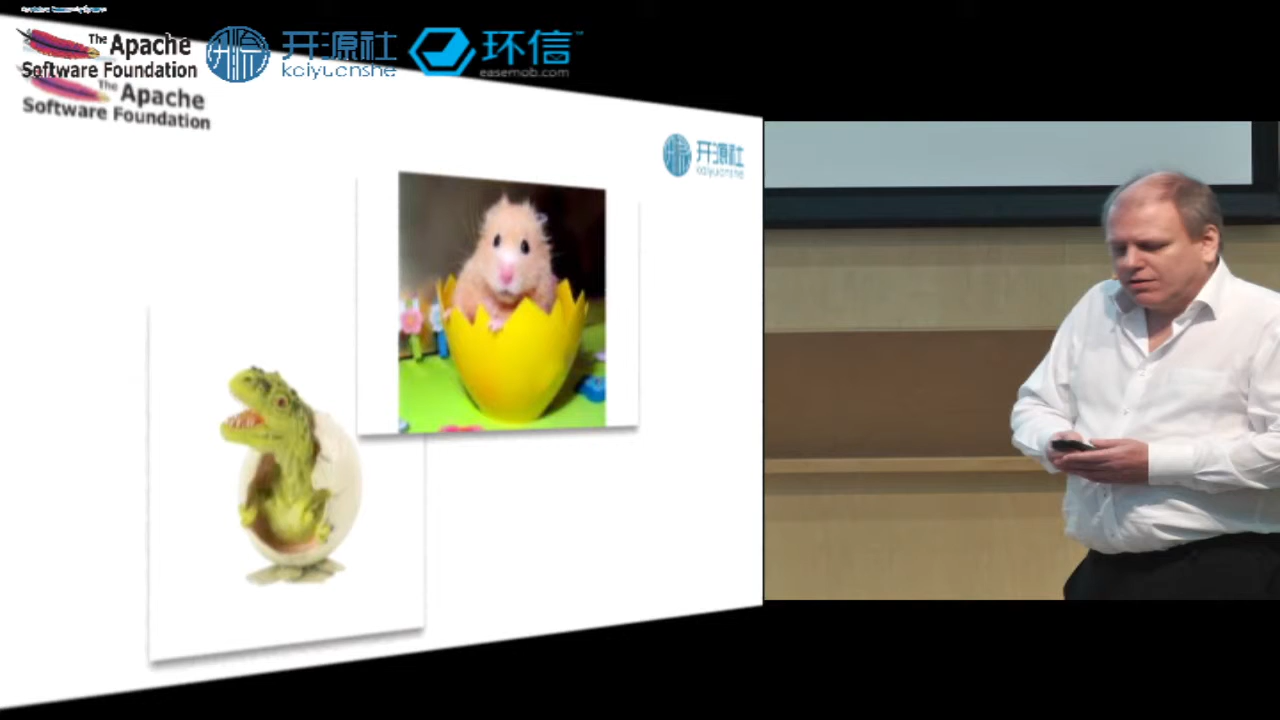 The Apache
Software Foundation
开源社
kaiyuanshe
环信
easemob.com
The Apache
Software Foundation
开源社
kaiyuanshe